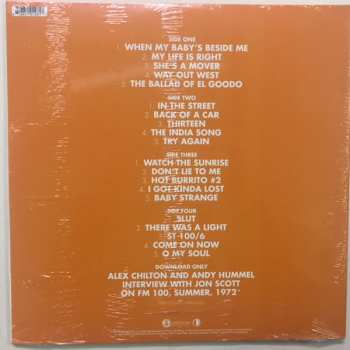 SIDE ONE
1. WHEN MY BABY'S BESIDE ME
2. MY LIFE IS RIGHT
3. SHE'S A MOVER
4. WAY OUT WEST
5. THE BALLAD OF EL GOODO
SIDE TWO
1. IN THE STREET
2. BACK OF A CAR
3. THIRTEEN
4. THE INDIA SONG
5. TRY AGAIN
SIDE THREE
1. WATCH THE SUNRISE
2. DON'T LIE TO ME
3. HOT BURRITO #2
4. I GOT KINDA LOST
5. BABY STRANGE
SIDE FOUR
1. SLUT
2. THERE WAS A LIGHT
3. ST 100/6
4. COME ON NOW
5. O MY SOUL
DOWNLOAD ONLY
ALEX CHILTON AND ANDY HUMMEL
INTERVIEW WITH JON SCOTT
ON FM 100, SUMMER, 1972